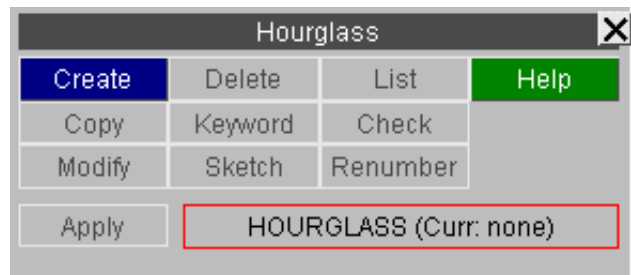 Hourglass
Create Delete List Help
Copy Keyword Check
Modify Sketch Renumber
Apply HOURGLASS (Curr: none)